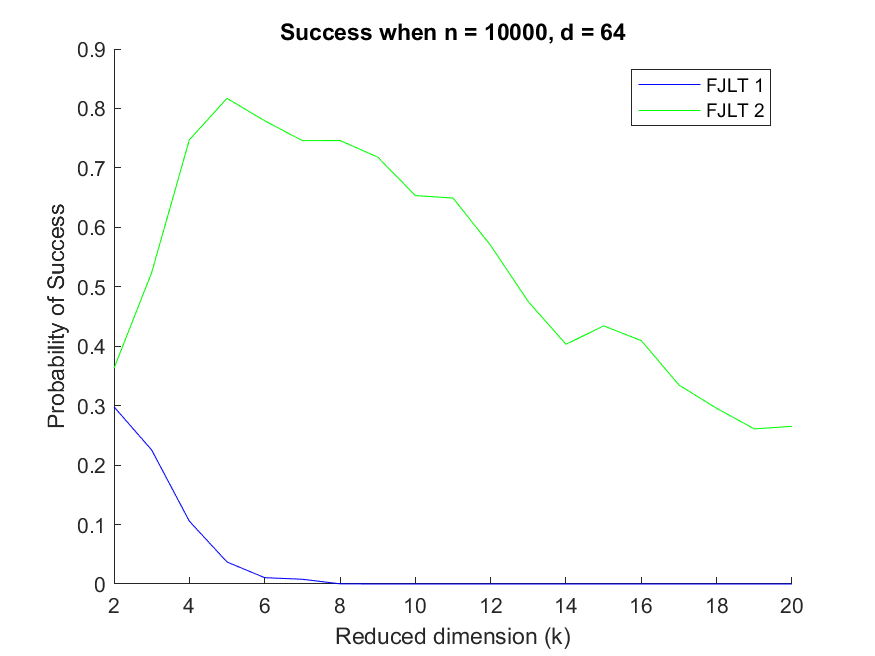 Success when n = 10000, d = 64
FJLT 1
FJLT 2
Probability of Success
0.9
0.8
0.7
0.6
0.5
0.4
0.3
0.2
0.1
0
2 4 6 8 10 12 14 16 18 20
Reduced dimension (k)